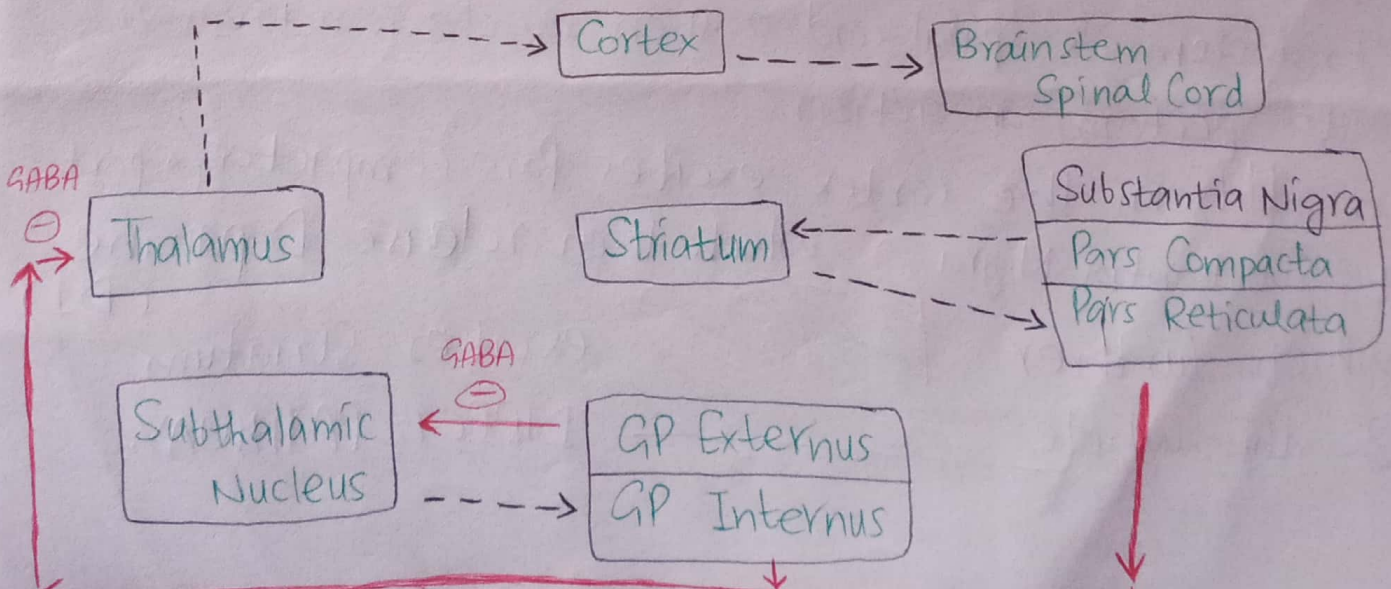 Cortex
Brainstem
Spinal Cord
GABA
⊖
Thalamus
Striatum
Substantia Nigra
Pars Compacta
Pars Reticulata
GABA
⊖
Subthalamic
Nucleus
GP Externus
GP Internus